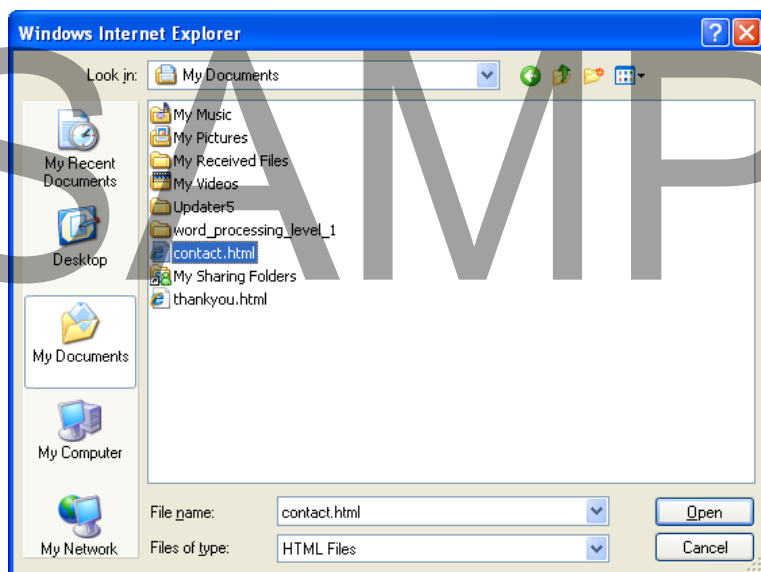 Windows Internet Explorer
Look in: My Documents
My Recent Documents
Desktop
My Documents
My Computer
My Network
My Music
My Pictures
My Received Files
My Videos
Updater5
word_processing_level_1
contact.html
My Sharing Folders
thankyou.html
File name: contact.html Open
Files of type: HTML Files Cancel
SAMP